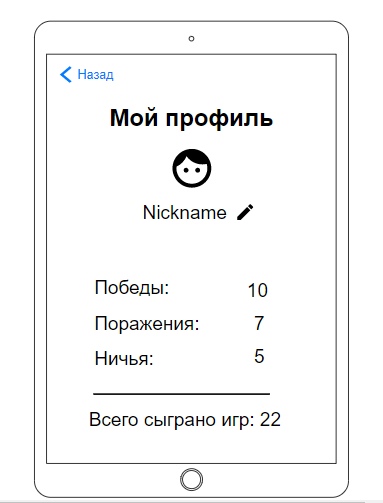 Назад
Мой профиль
Nickname
Победы: 10
Поражения: 7
Ничья: 5
Всего сыграно игр: 22